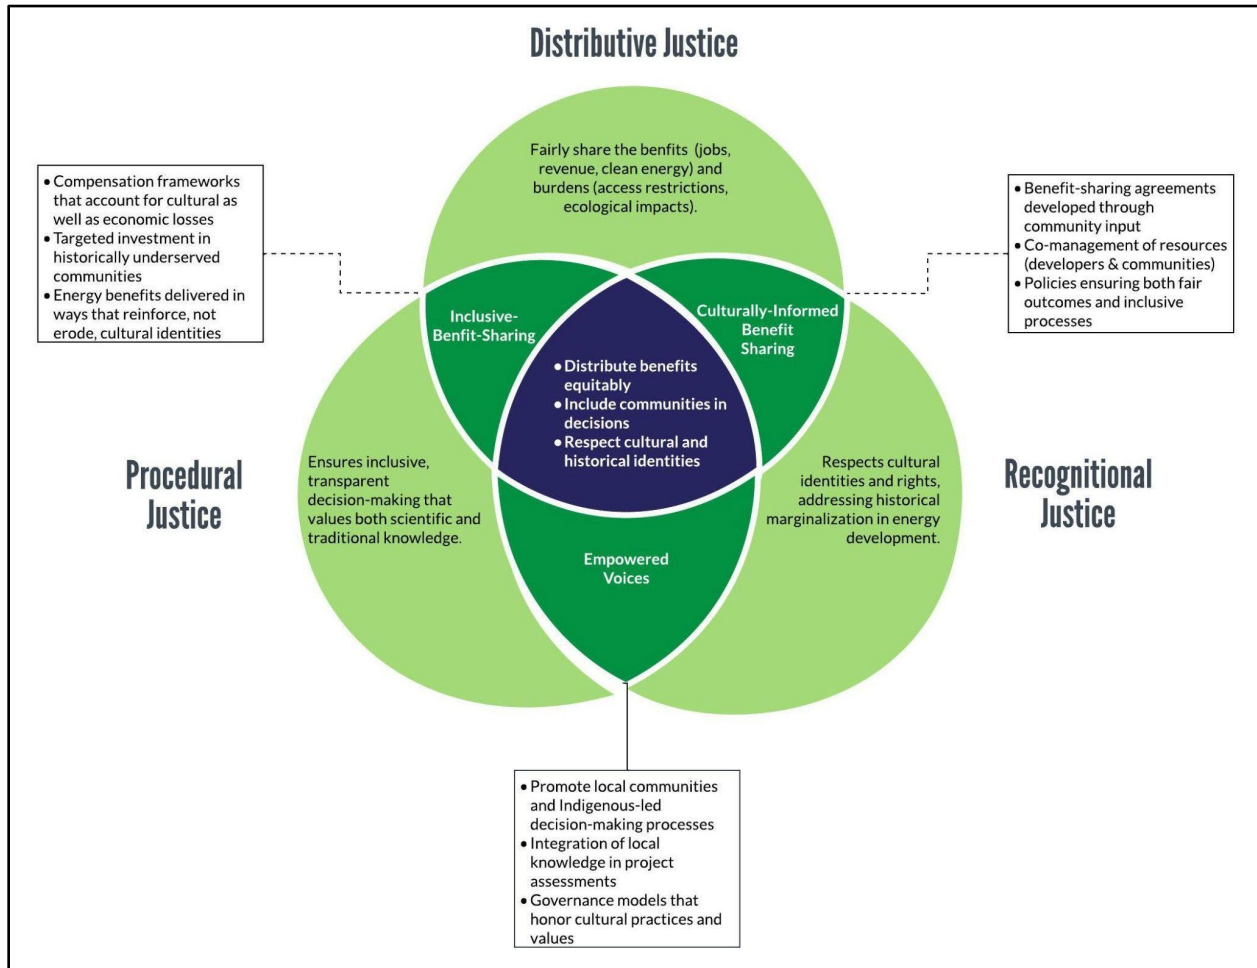 Distributive Justice
Fairly share the benfits (jobs,
revenue, clean energy) and
burdens (access restrictions,
ecological impacts).
• Compensation frameworks
that account for cultural as
well as economic losses
• Targeted investment in
historically underserved
communities
• Energy benefits delivered in
ways that reinforce, not
erode, cultural identities
• Benefit-sharing agreements
developed through
community input
• Co-management of resources
(developers & communities)
• Policies ensuring both fair
outcomes and inclusive
processes
Inclusive-
Benfit-Sharing
Culturally-Informed
Benefit
Sharing
• Distribute benefits
equitably
• Include communities in
decisions
• Respect cultural and
historical identities
Procedural
Justice
Ensures inclusive,
transparent
decision-making that
values both scientific and
traditional knowledge.
Respects cultural
identities and rights,
addressing historical
marginalization in energy
development.
Recognitional
Justice
Empowered
Voices
• Promote local communities
and Indigenous-led
decision-making processes
• Integration of local
knowledge in project
assessments
• Governance models that
honor cultural practices and
values